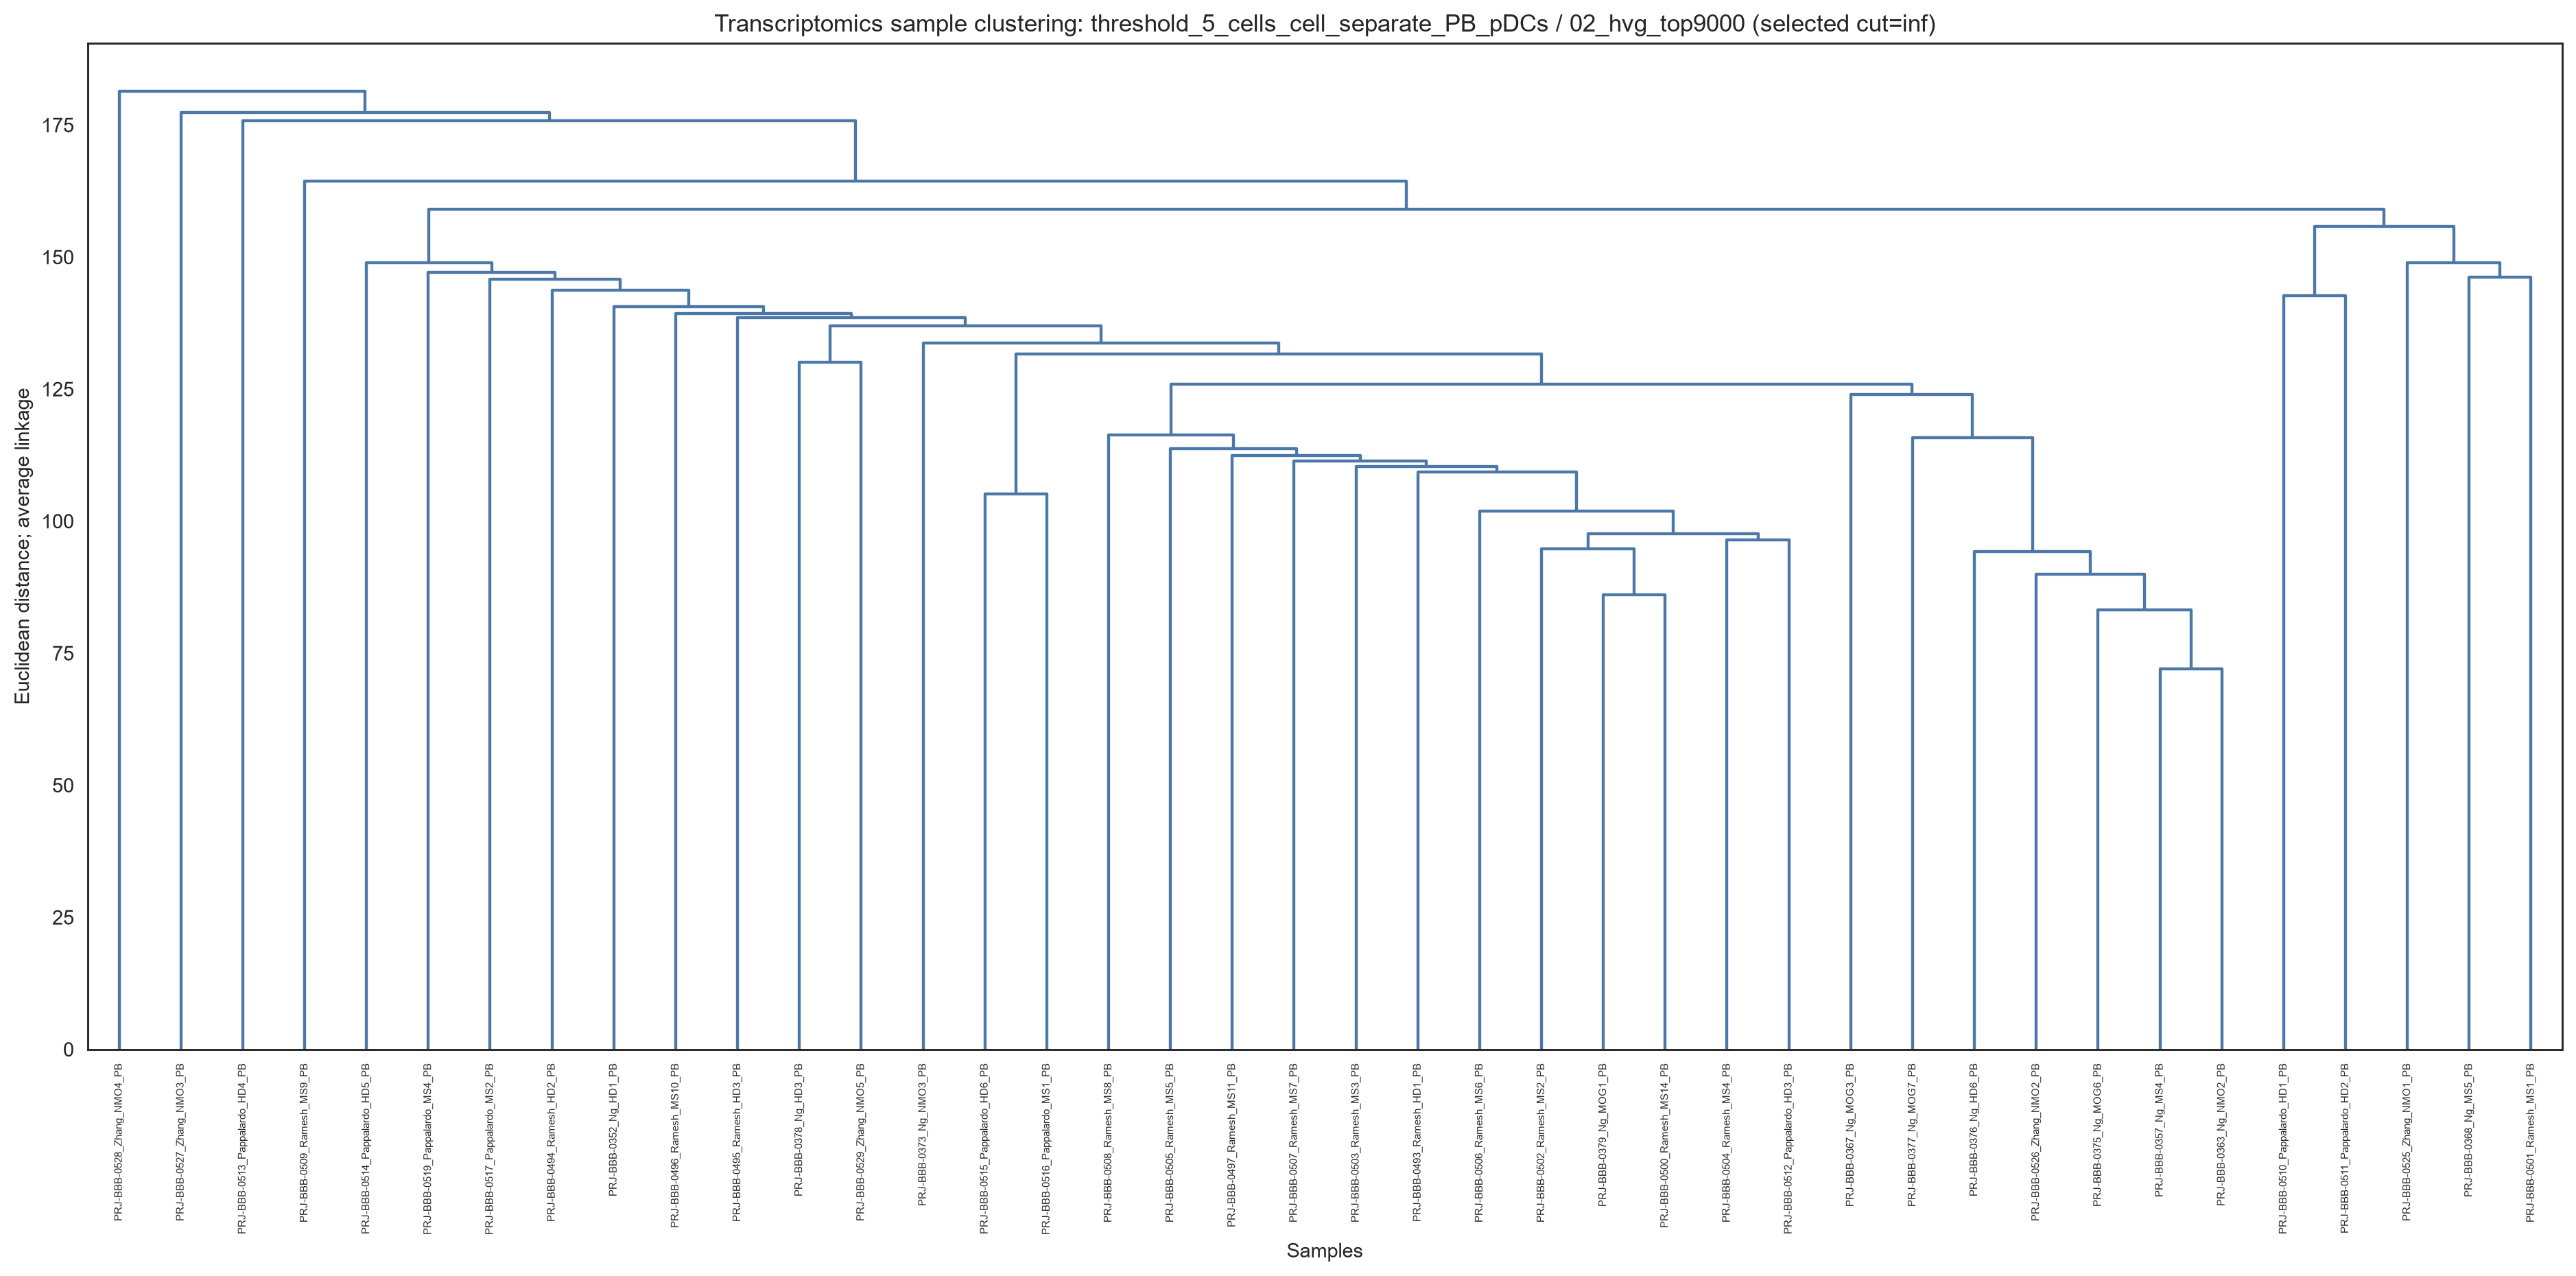 Transcriptomics sample clustering: threshold_5_cells_cell_separate_PB_pDCs / 02_hvg_top9000 (selected cut=inf)
Euclidean distance; average linkage
175
150
125
100
75
50
25
0
PRJ-BBB-0528_Zhang_NMO4_PB
PRJ-BBB-0527_Zhang_NMO3_PB
PRJ-BBB-0513_Pappalardo_HD4_PB
PRJ-BBB-0509_Ramesh_MS9_PB
PRJ-BBB-0514_Pappalardo_HD5_PB
PRJ-BBB-0519_Pappalardo_MS4_PB
PRJ-BBB-0517_Pappalardo_MS2_PB
PRJ-BBB-0494_Ramesh_HD2_PB
PRJ-BBB-0352_Ng_HD1_PB
PRJ-BBB-0496_Ramesh_MS10_PB
PRJ-BBB-0495_Ramesh_HD3_PB
PRJ-BBB-0378_Ng_HD3_PB
PRJ-BBB-0529_Zhang_NMO5_PB
PRJ-BBB-0373_Ng_NMO3_PB
PRJ-BBB-0515_Pappalardo_HD6_PB
PRJ-BBB-0516_Pappalardo_MS1_PB
PRJ-BBB-0508_Ramesh_MS8_PB
PRJ-BBB-0505_Ramesh_MS5_PB
PRJ-BBB-0497_Ramesh_MS11_PB
PRJ-BBB-0507_Ramesh_MS7_PB
PRJ-BBB-0503_Ramesh_MS3_PB
PRJ-BBB-0493_Ramesh_HD1_PB
PRJ-BBB-0506_Ramesh_MS6_PB
PRJ-BBB-0502_Ramesh_MS2_PB
PRJ-BBB-0379_Ng_MOG1_PB
PRJ-BBB-0500_Ramesh_MS14_PB
PRJ-BBB-0504_Ramesh_MS4_PB
PRJ-BBB-0512_Pappalardo_HD3_PB
PRJ-BBB-0367_Ng_MOG3_PB
PRJ-BBB-0377_Ng_MOG7_PB
PRJ-BBB-0376_Ng_HD6_PB
PRJ-BBB-0526_Zhang_NMO2_PB
PRJ-BBB-0375_Ng_MOG6_PB
PRJ-BBB-0357_Ng_MS4_PB
PRJ-BBB-0363_Ng_NMO2_PB
PRJ-BBB-0510_Pappalardo_HD1_PB
PRJ-BBB-0511_Pappalardo_HD2_PB
PRJ-BBB-0525_Zhang_NMO1_PB
PRJ-BBB-0368_Ng_MS5_PB
PRJ-BBB-0501_Ramesh_MS1_PB
Samples